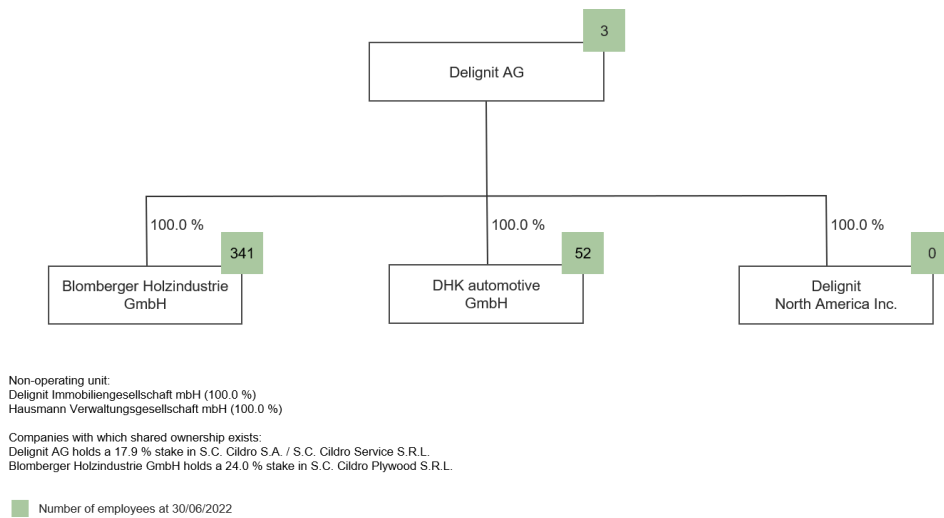 3
Delignit AG
100.0 %
100.0 %
100.0 %
341
52
0
Blomberger Holzindustrie
GmbH
DHK automotive
GmbH
Delignit
North America Inc.
Non-operating unit:
Delignit Immobiliengesellschaft mbH (100.0 %)
Hausmann Verwaltungsgesellschaft mbH (100.0 %)
Companies with which shared ownership exists:
Delignit AG holds a 17.9 % stake in S.C. Cildro S.A. / S.C. Cildro Service S.R.L.
Blomberger Holzindustrie GmbH holds a 24.0 % stake in S.C. Cildro Plywood S.R.L.
Number of employees at 30/06/2022